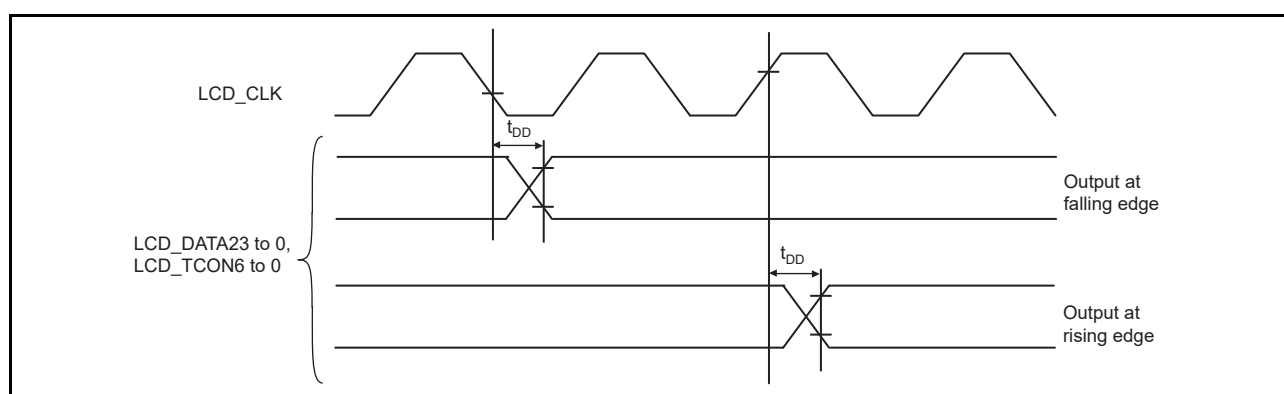 LCD_CLK
tDD
Output at
falling edge
LCD_DATA23 to 0,
LCD_TCON6 to 0
tDD
Output at
rising edge